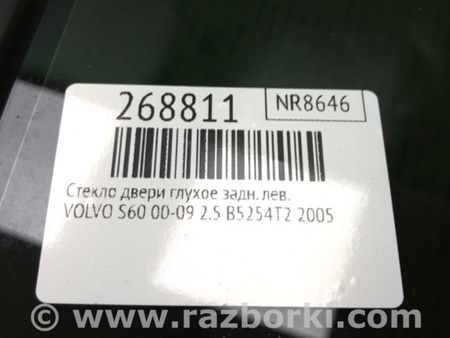 268811
NR8646
Стекло двери глухое задн. лев.
VOLVO S60 00-09 2.5 B5254T2 2005
© www.razborki.com